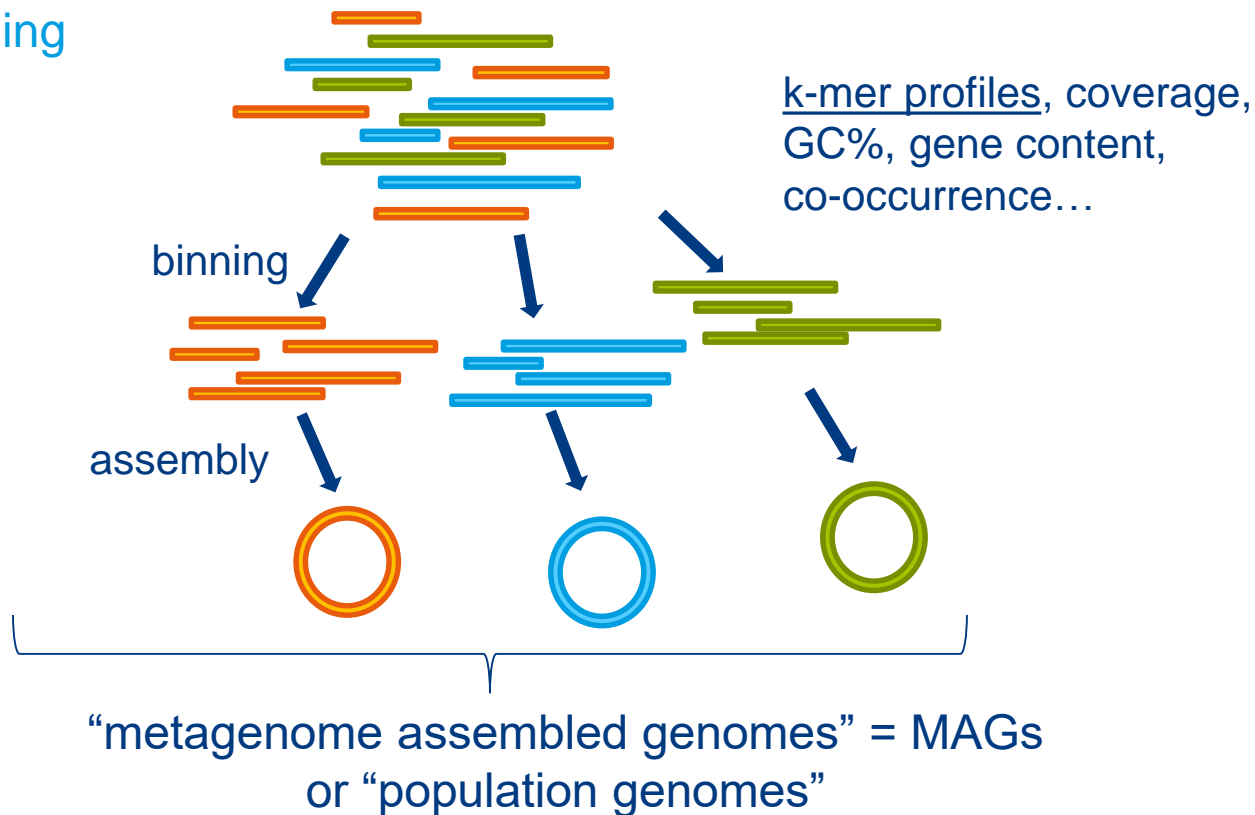 ing
k-mer profiles, coverage,
GC%, gene content,
co-occurrence…
binning
assembly
“metagenome assembled genomes” = MAGs
or “population genomes”